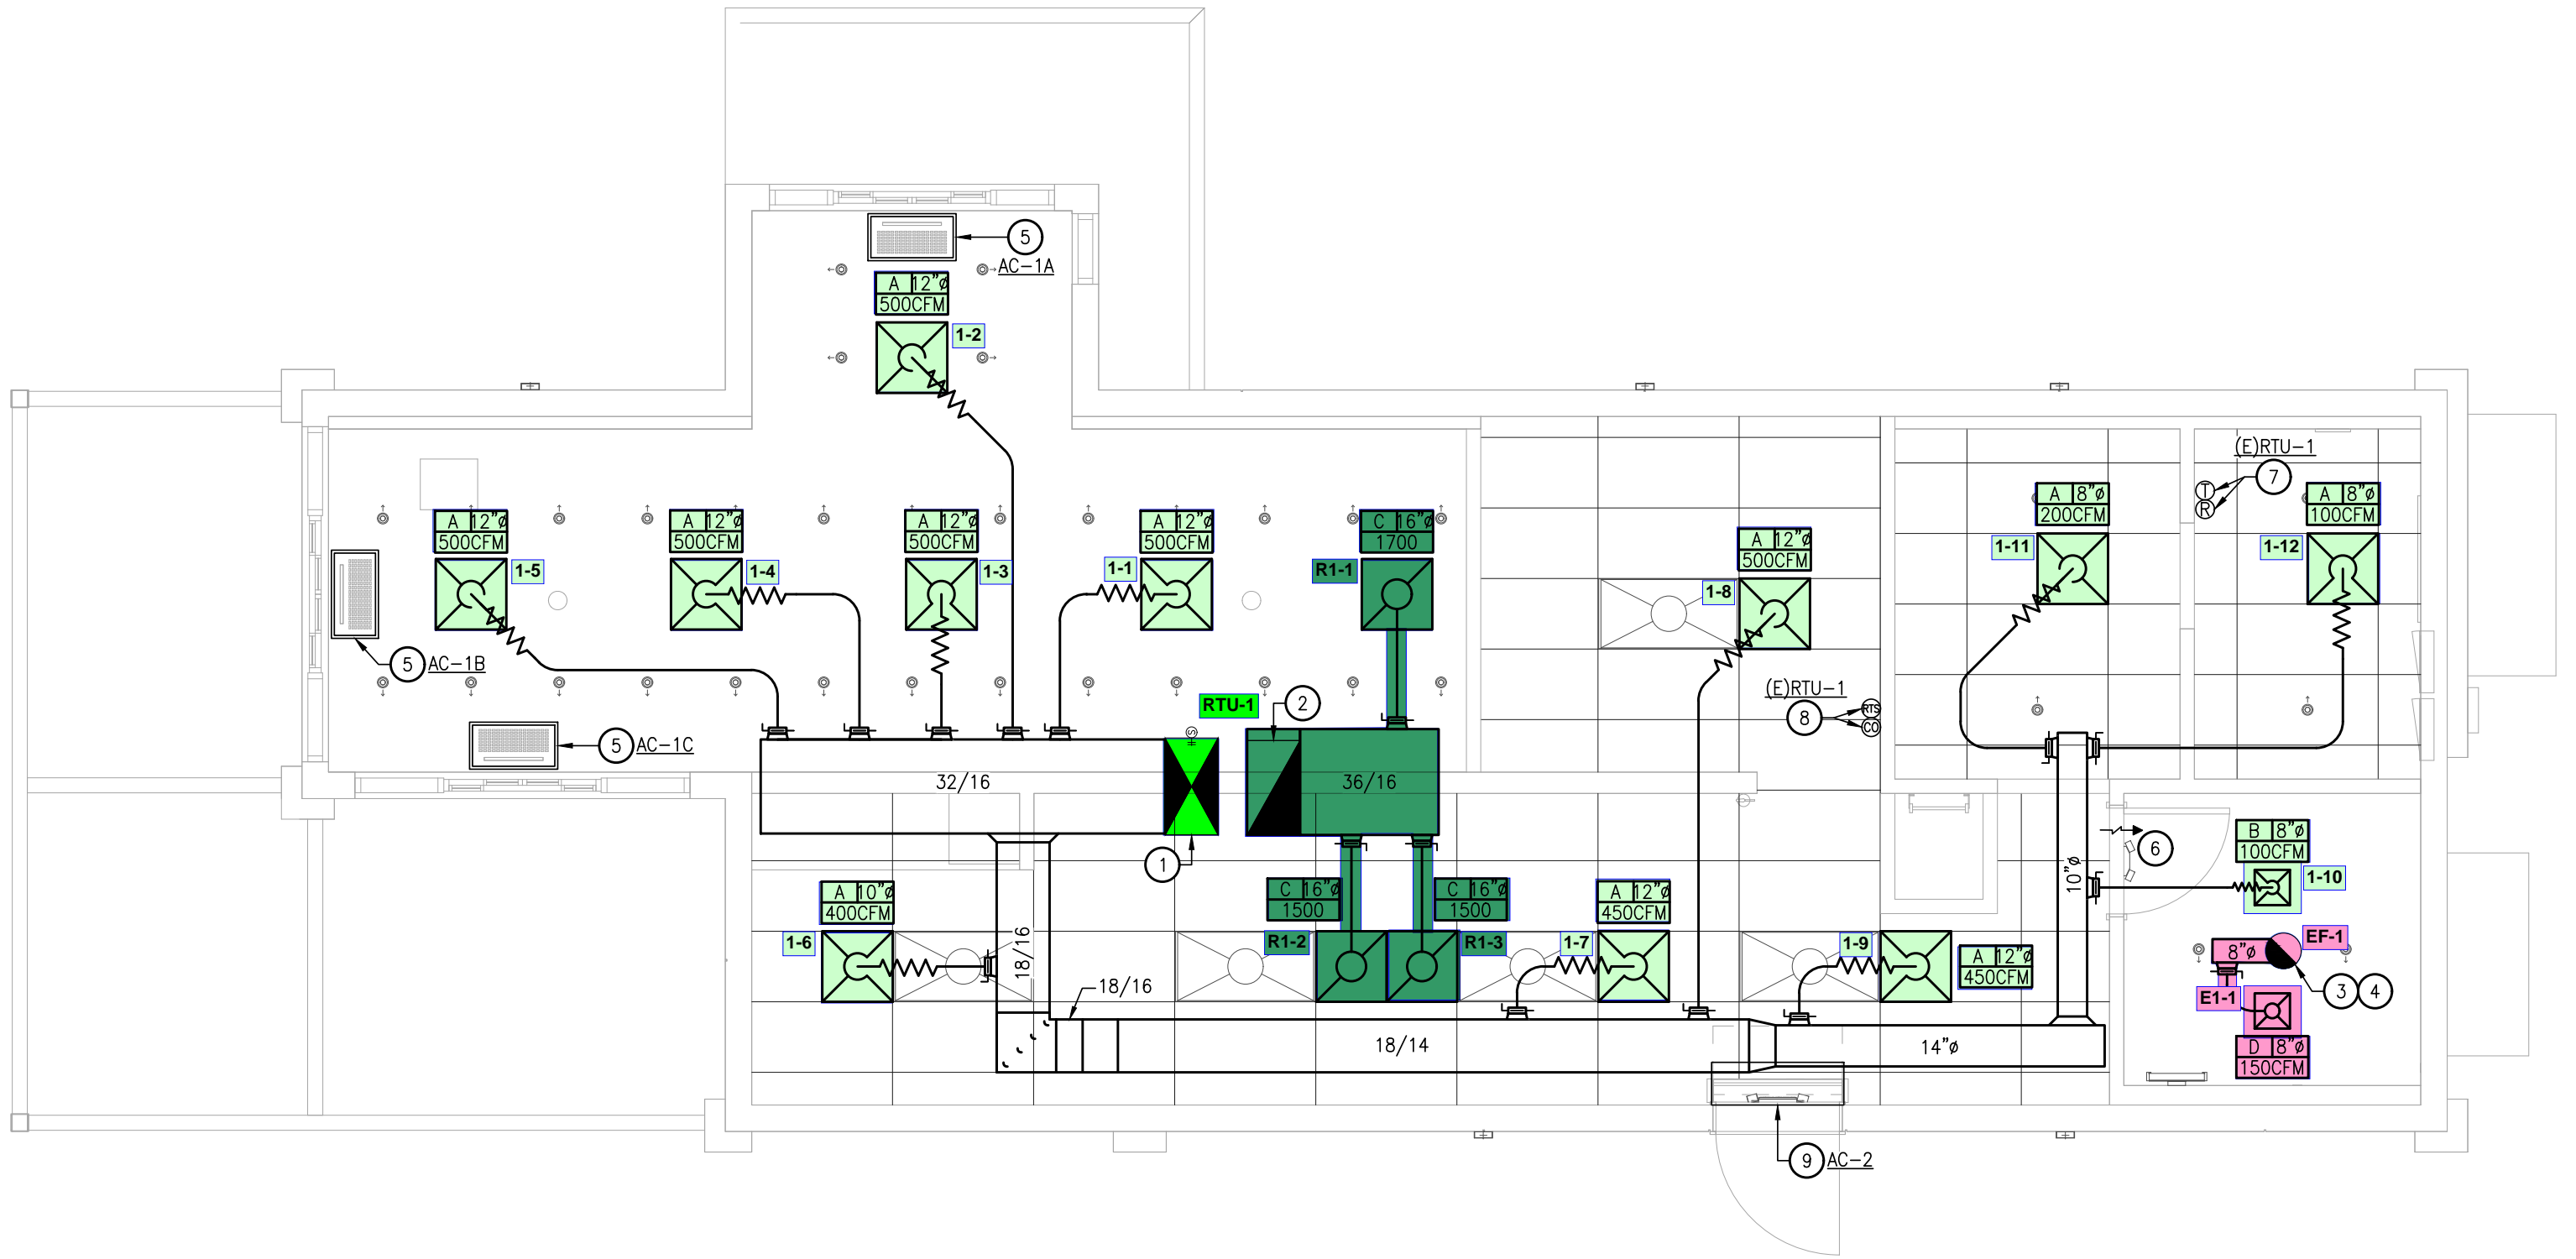 5
AC-1A
A 12"ø
500CFM
1-2
(E)RTU-1
7
T
R
A 12"ø
500CFM
1-5
A 12"ø
500CFM
1-4
A 12"ø
500CFM
1-3
A 12"ø
500CFM
1-1
C 16"ø
1700
R1-1
A 12"ø
500CFM
1-8
A 8"ø
200CFM
1-11
A 8"ø
100CFM
1-12
5
AC-1B
5
AC-1C
RTU-1
2
S
(E)RTU-1
8
RTS
CO
32/16
36/16
1
6
B 8"ø
100CFM
1-10
10"ø
A 10"ø
400CFM
1-6
18/16
C 16"ø
1500
R1-2
C 16"ø
1500
R1-3
A 12"ø
450CFM
1-7
1-9
A 12"ø
450CFM
8"ø
EF-1
E1-1
3
4
D 8"ø
150CFM
18/16
18/14
14"ø
9
AC-2